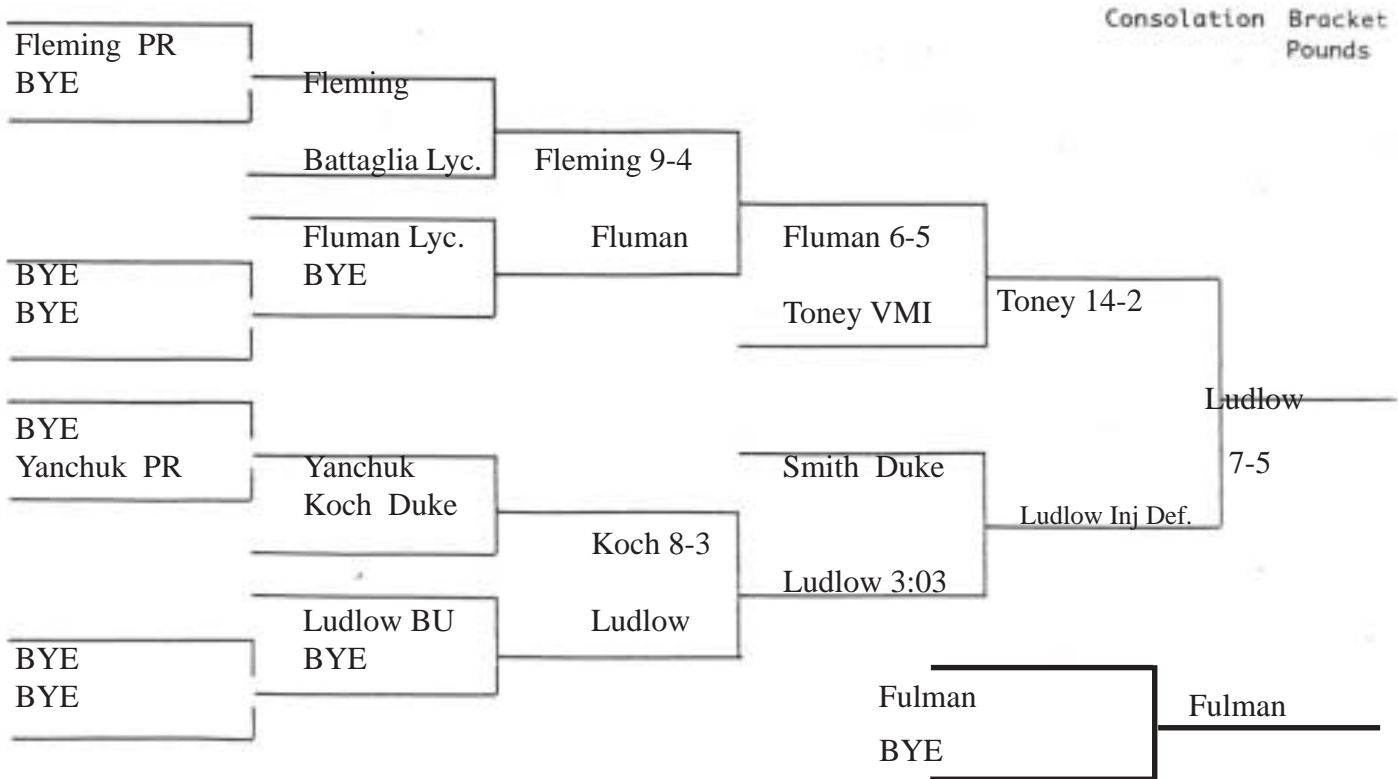 Consolation Bracket
Pounds
Fleming PR
BYE
Fleming
Battaglia Lyc.
Fleming 9-4
Fluman Lyc.
BYE
Fluman
Fluman 6-5
BYE
BYE
Toney VMI
Toney 14-2
Ludlow
7-5
BYE
Yanchuk PR
Yanchuk
Koch Duke
Smith Duke
Koch 8-3
Ludlow Inj Def.
Ludlow 3:03
Ludlow BU
BYE
Ludlow
BYE
BYE
Fulman
BYE
Fulman